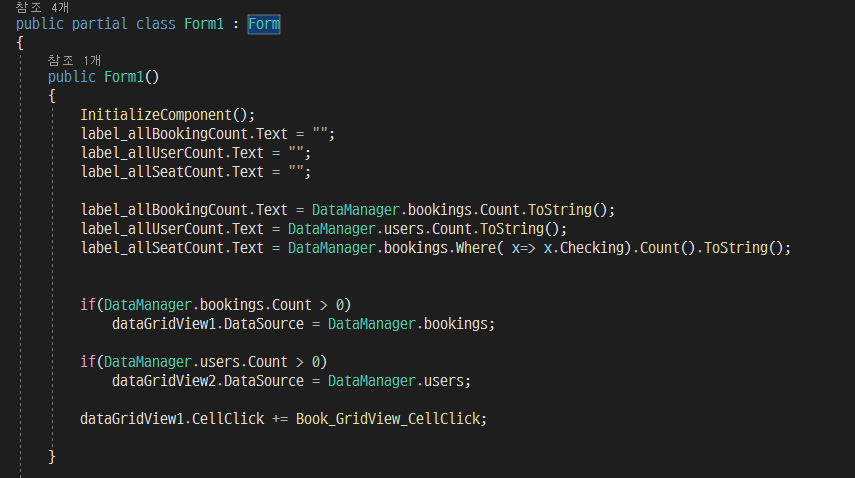 참조 4개
public partial class Form1 : Form
{
참조 1개
public Form1()
{
InitializeComponent();
label_allBookingCount.Text = "";
label_allUserCount.Text = "";
label_allSeatCount.Text = "";
label_allBookingCount.Text = DataManager.bookings.Count.ToString();
label_allUserCount.Text = DataManager.users.Count.ToString();
label_allSeatCount.Text = DataManager.bookings.Where( x=> x.Checking).Count().ToString();
if(DataManager.bookings.Count > 0)
dataGridView1.DataSource = DataManager.bookings;
if(DataManager.users.Count > 0)
dataGridView2.DataSource = DataManager.users;
dataGridView1.CellClick += Book_GridView_CellClick;
}